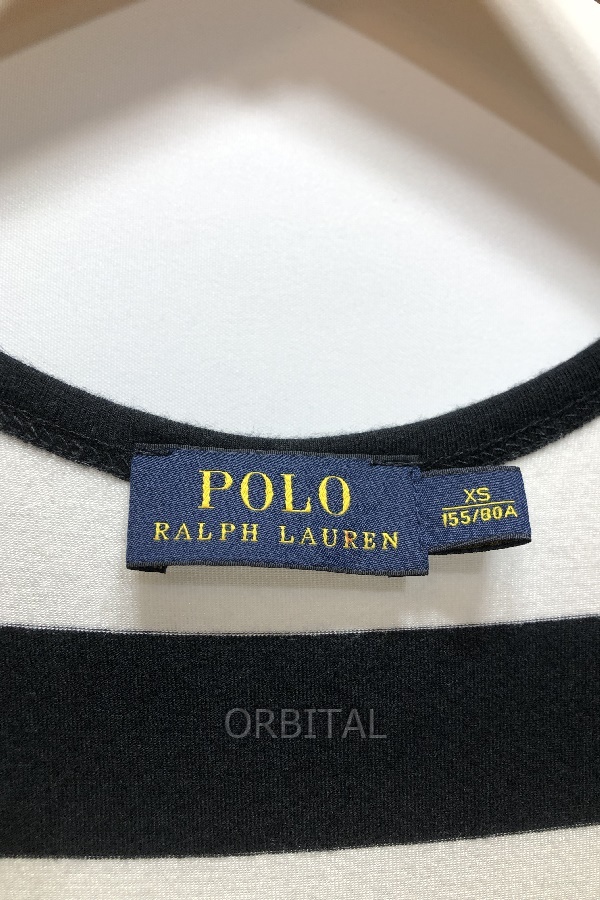 POLO
RALPH LAUREN
XS
155/80A
ORBITAL